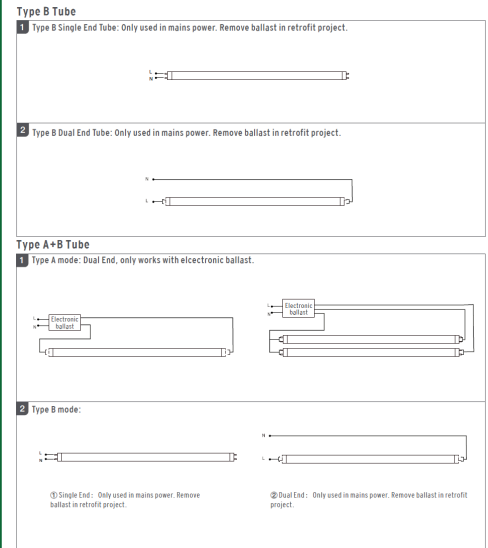 Type B Tube
1 Type B Single End Tube: Only used in mains power. Remove ballast in retrofit project.
L
N
2 Type B Dual End Tube: Only used in mains power. Remove ballast in retrofit project.
N
L
Type A+B Tube
1 Type A mode: Dual End, only works with elcectronic ballast.
L
N
Electronic
ballast
L
N
Electronic
ballast
2 Type B mode:
L
N
N
L
① Single End: Only used in mains power. Remove
ballast in retrofit project.
② Dual End: Only used in mains power. Remove ballast in retrofit
project.